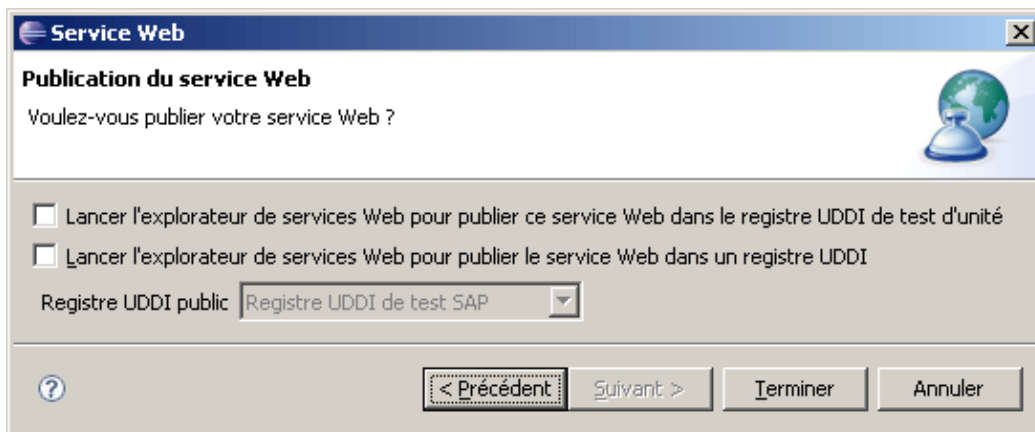 Service Web
Publication du service Web
Voulez-vous publier votre service Web ?
Lancer l'explorateur de services Web pour publier ce service Web dans le registre UDDI de test d'unité
Lancer l'explorateur de services Web pour publier le service Web dans un registre UDDI
Registre UDDI public Registre UDDI de test SAP
? < Précédent Suivant > Terminer Annuler